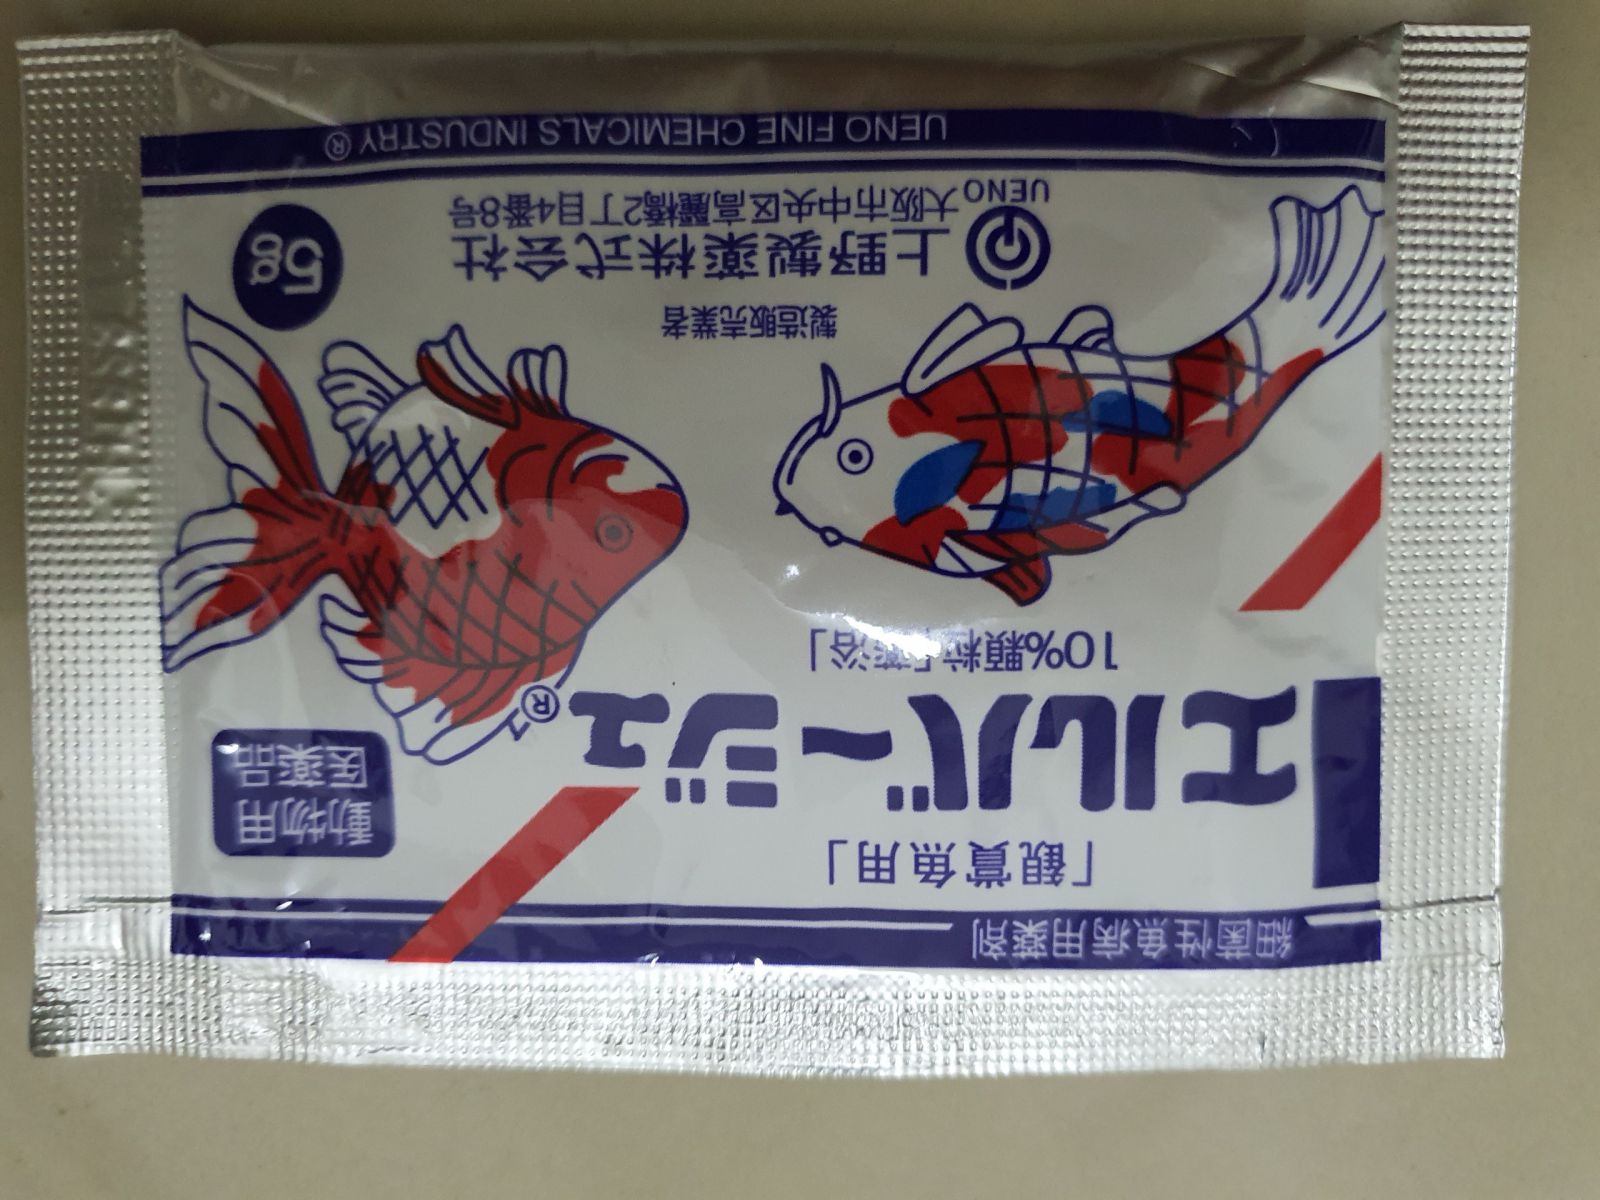 細菌性魚病用薬剤
「観賞魚用」
エルバージュ®
10%顆粒「薬浴」
動物用
医薬品
製造販売業者
上野製薬株式会社
大阪市中央区高麗橋2丁目4番8号
UENO
5g
UENO FINE CHEMICALS INDUSTRY®